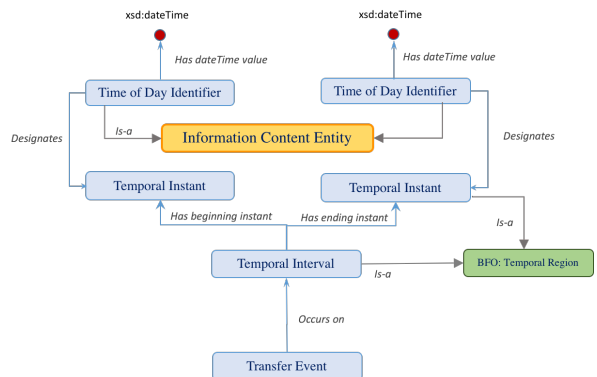 xsd:dateTime
xsd:dateTime
Has dateTime value
Has dateTime value
Time of Day Identifier
Time of Day Identifier
Designates
Is-a
Information Content Entity
Designates
Temporal Instant
Temporal Instant
Has beginning instant
Has ending instant
Is-a
Temporal Interval
Is-a
BFO: Temporal Region
Occurs on
Transfer Event